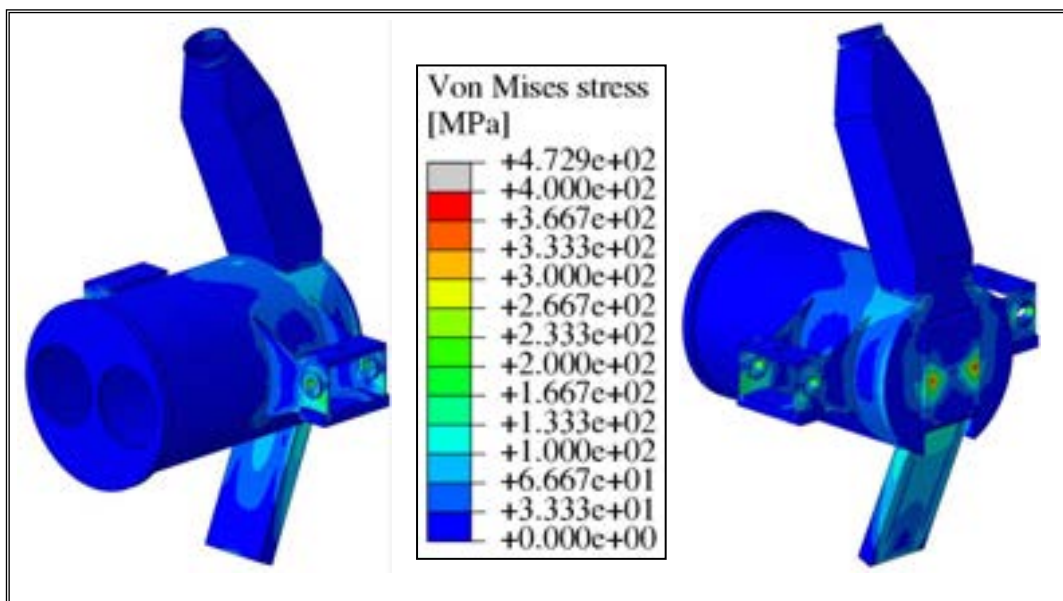 Von Mises stress
[MPa]
+4.729e+02
+4.000e+02
+3.667e+02
+3.333e+02
+3.000e+02
+2.667e+02
+2.333e+02
+2.000e+02
+1.667e+02
+1.333e+02
+1.000e+02
+6.667e+01
+3.333e+01
+0.000e+00